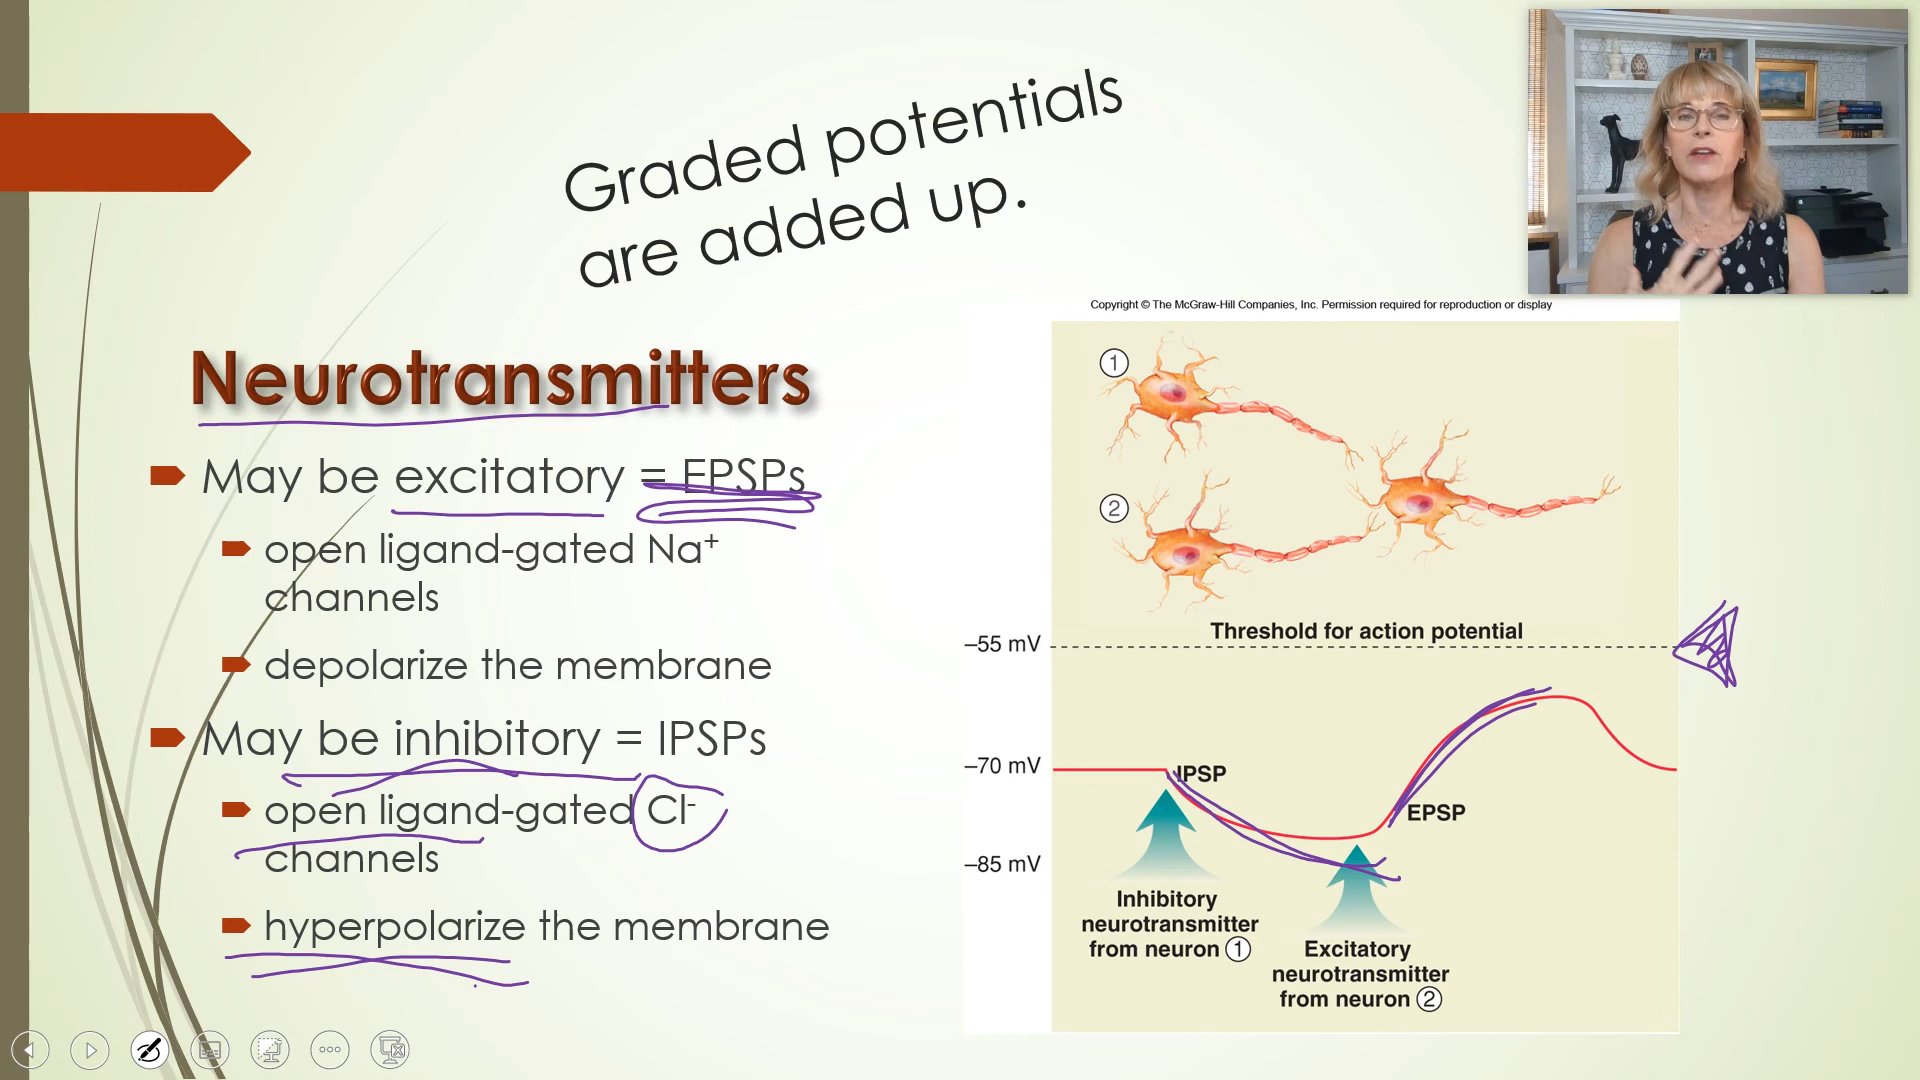 Graded potentials
are added up.
Neurotransmitters
May be excitatory = EPSPs
open ligand-gated Na⁺
channels
depolarize the membrane
May be inhibitory = IPSPs
open ligand-gated Cl⁻
channels
hyperpolarize the membrane
Copyright © The McGraw-Hill Companies, Inc. Permission required for reproduction or display
1
2
Threshold for action potential
–55 mV
–70 mV
IPSP
EPSP
–85 mV
Inhibitory
neurotransmitter
from neuron 1
Excitatory
neurotransmitter
from neuron 2